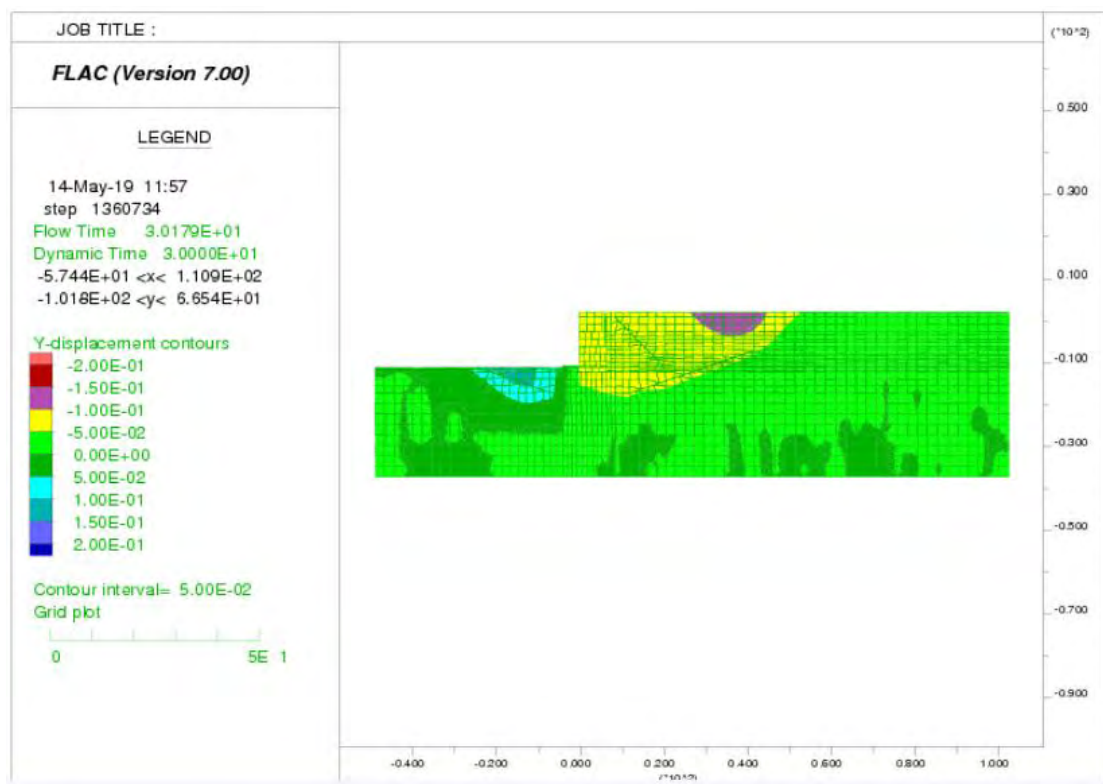 JOB TITLE :
FLAC (Version 7.00)
LEGEND
14-May-19 11:57
step 1360734
Flow Time 3.0179E+01
Dynamic Time 3.0000E+01
-5.744E+01 <x< 1.109E+02
-1.018E+02 <y< 6.654E+01
Y-displacement contours
-2.00E-01
-1.50E-01
-1.00E-01
-5.00E-02
0.00E+00
5.00E-02
1.00E-01
1.50E-01
2.00E-01
Contour interval= 5.00E-02
Grid plot
0 5E 1
(*10^2)
0.500
0.300
0.100
-0.100
-0.300
-0.500
-0.700
-0.900
-0.400 -0.200 0.000 0.200 0.400 0.600 0.800 1.000
(*10^2)